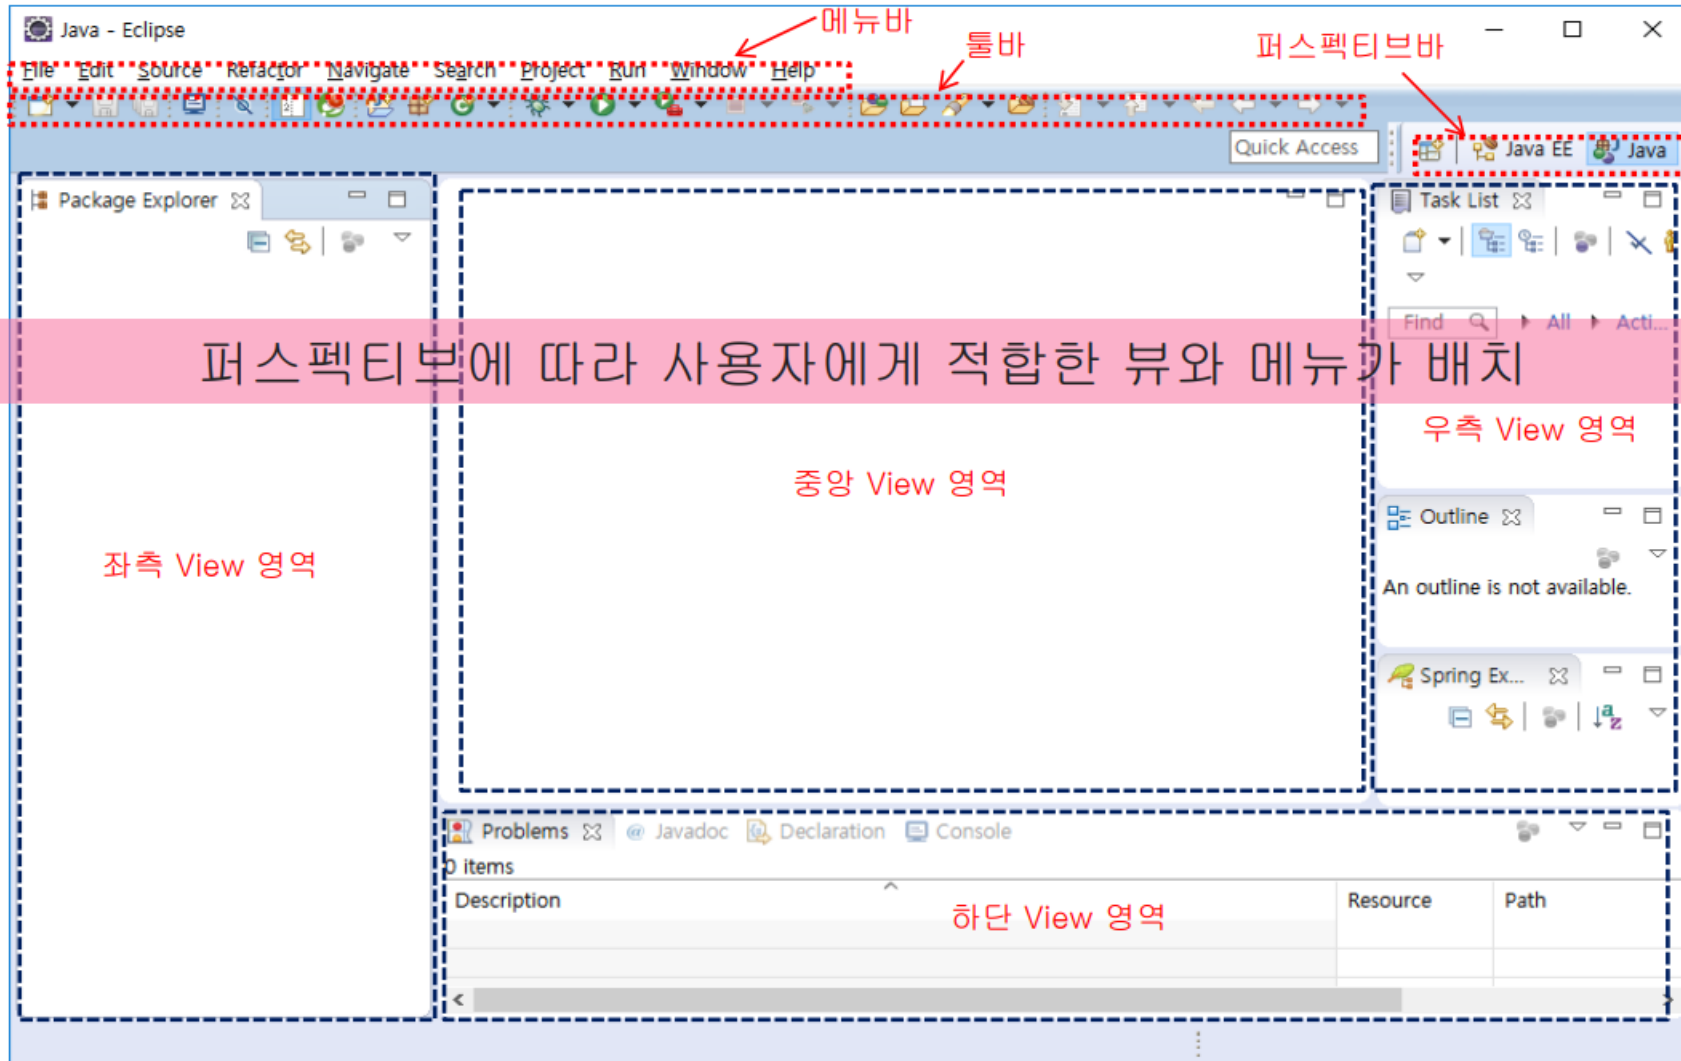 메뉴바
Java - Eclipse
툴바
퍼스펙티브바
File Edit Source Refactor Navigate Search Project Run Window Help
Quick Access
Java EE Java
Package Explorer
Task List
Find All Acti...
퍼스펙티브에 따라 사용자에게 적합한 뷰와 메뉴가 배치
우측 View 영역
중앙 View 영역
Outline
좌측 View 영역
An outline is not available.
Spring Ex...
Problems @ Javadoc Declaration Console
0 items
Description Resource Path
하단 View 영역